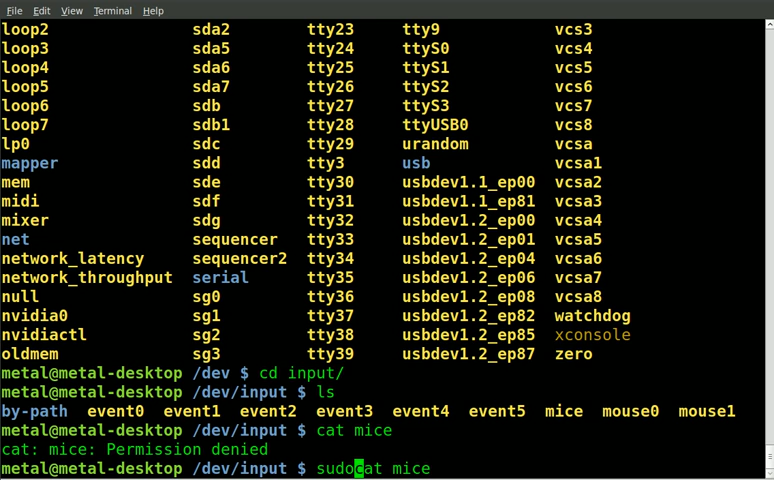 File Edit View Terminal Help
loop2 sda2 tty23 tty9 vcs3
loop3 sda5 tty24 ttyS0 vcs4
loop4 sda6 tty25 ttyS1 vcs5
loop5 sda7 tty26 ttyS2 vcs6
loop6 sdb tty27 ttyS3 vcs7
loop7 sdb1 tty28 ttyUSB0 vcs8
lp0 sdc tty29 urandom vcsa
mapper sdd tty3 usb vcsa1
mem sde tty30 usbdev1.1_ep00 vcsa2
midi sdf tty31 usbdev1.1_ep81 vcsa3
mixer sdg tty32 usbdev1.2_ep00 vcsa4
net sequencer tty33 usbdev1.2_ep01 vcsa5
network_latency sequencer2 tty34 usbdev1.2_ep04 vcsa6
network_throughput serial tty35 usbdev1.2_ep06 vcsa7
null sg0 tty36 usbdev1.2_ep08 vcsa8
nvidia0 sg1 tty37 usbdev1.2_ep82 watchdog
nvidiactl sg2 tty38 usbdev1.2_ep85 xconsole
oldmem sg3 tty39 usbdev1.2_ep87 zero
metal@metal-desktop /dev $ cd input/
metal@metal-desktop /dev/input $ ls
by-path event0 event1 event2 event3 event4 event5 mice mouse0 mouse1
metal@metal-desktop /dev/input $ cat mice
cat: mice: Permission denied
metal@metal-desktop /dev/input $ sudocat mice